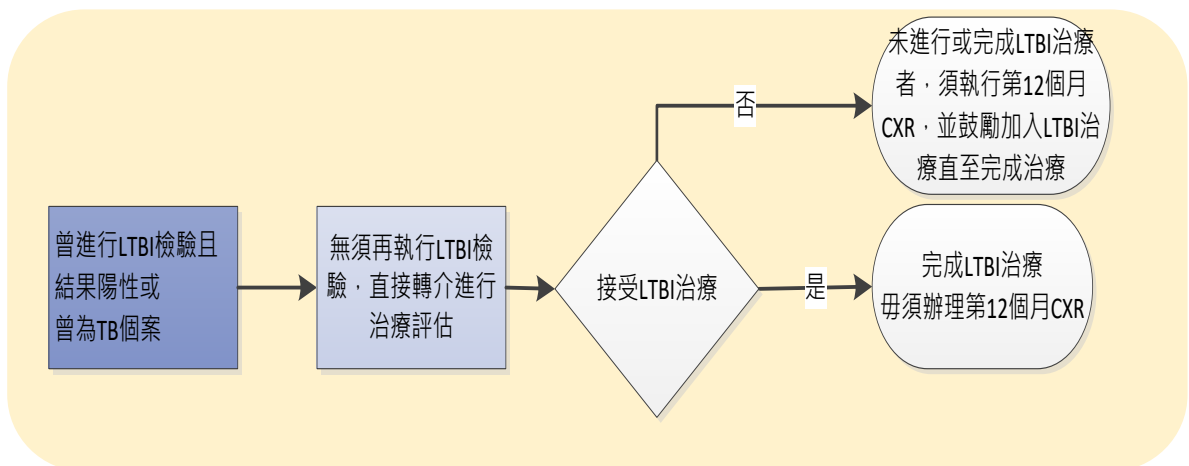 曾進行LTBI檢驗且
結果陽性或
曾為TB個案
無須再執行LTBI檢
驗，直接轉介進行
治療評估
接受LTBI治療
否
未進行或完成LTBI治療
者，須執行第12個月
CXR，並鼓勵加入LTBI治
療直至完成治療
是
完成LTBI治療
毋須辦理第12個月CXR